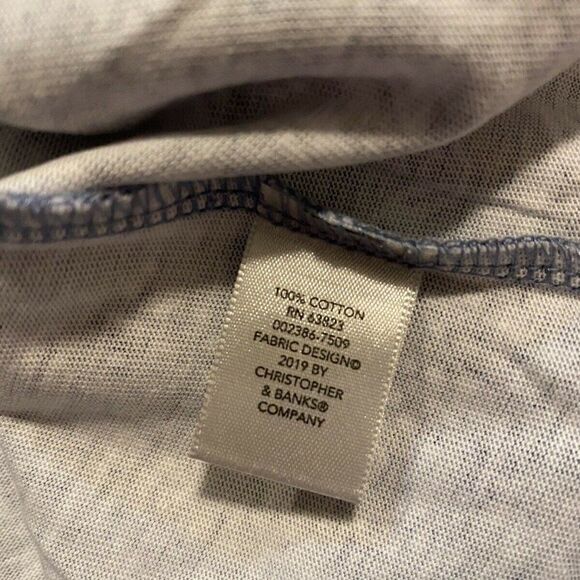 100% COTTON
RN 63823
002386-7509
FABRIC DESIGN©
2019 BY
CHRISTOPHER
& BANKS®
COMPANY